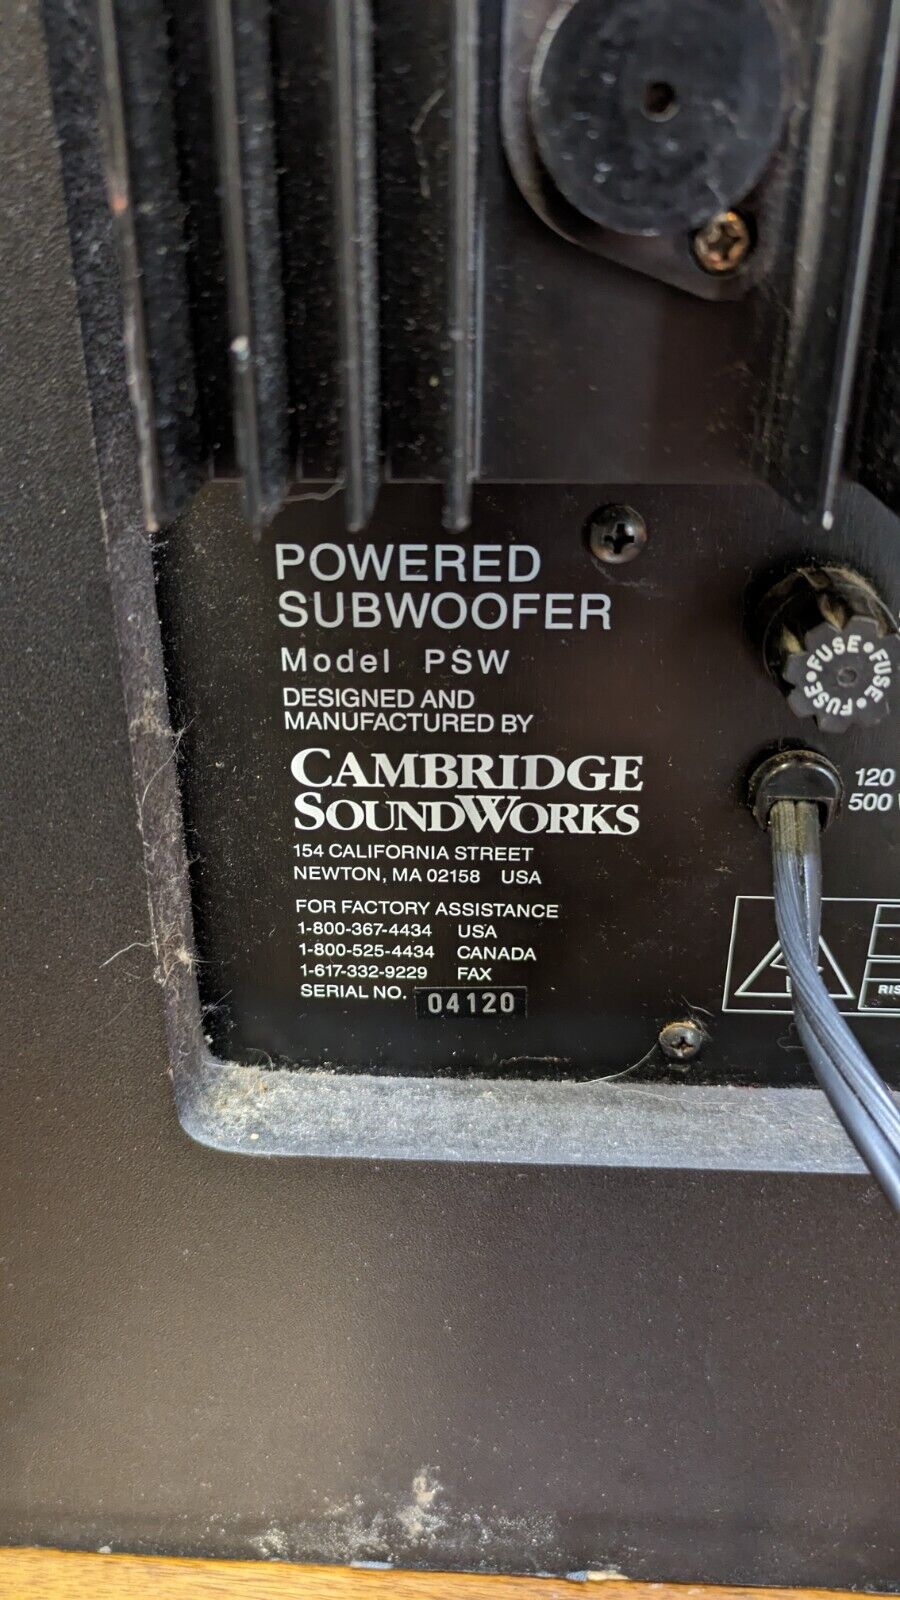 POWERED
SUBWOOFER
Model PSW
DESIGNED AND
MANUFACTURED BY
CAMBRIDGE
SOUNDWORKS
154 CALIFORNIA STREET
NEWTON, MA 02158 USA
FOR FACTORY ASSISTANCE
1-800-367-4434 USA
1-800-525-4434 CANADA
1-617-332-9229 FAX
SERIAL NO. 04120
FUSE • FUSE • FUSE
120
500
RIS